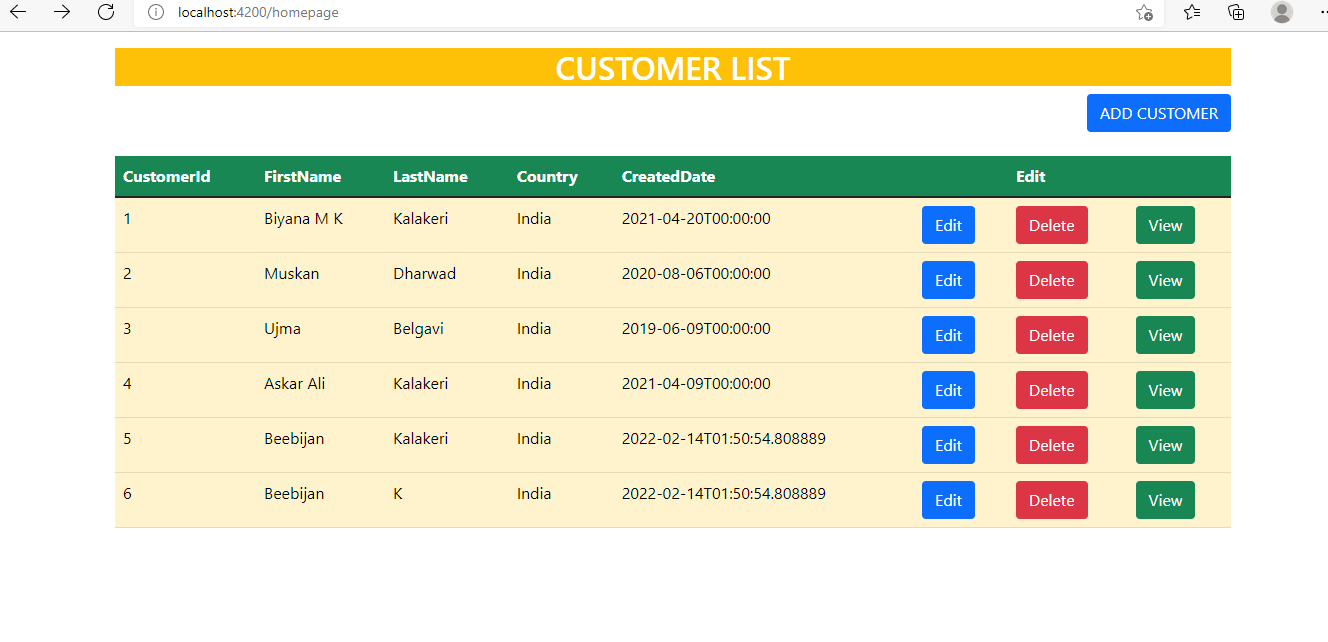 localhost:4200/homepage
CUSTOMER LIST
ADD CUSTOMER
CustomerId FirstName LastName Country CreatedDate Edit
1 Biyana M K Kalakeri India 2021-04-20T00:00:00 Edit Delete View
2 Muskan Dharwad India 2020-08-06T00:00:00 Edit Delete View
3 Ujma Belgavi India 2019-06-09T00:00:00 Edit Delete View
4 Askar Ali Kalakeri India 2021-04-09T00:00:00 Edit Delete View
5 Beebijan Kalakeri India 2022-02-14T01:50:54.808889 Edit Delete View
6 Beebijan K India 2022-02-14T01:50:54.808889 Edit Delete View